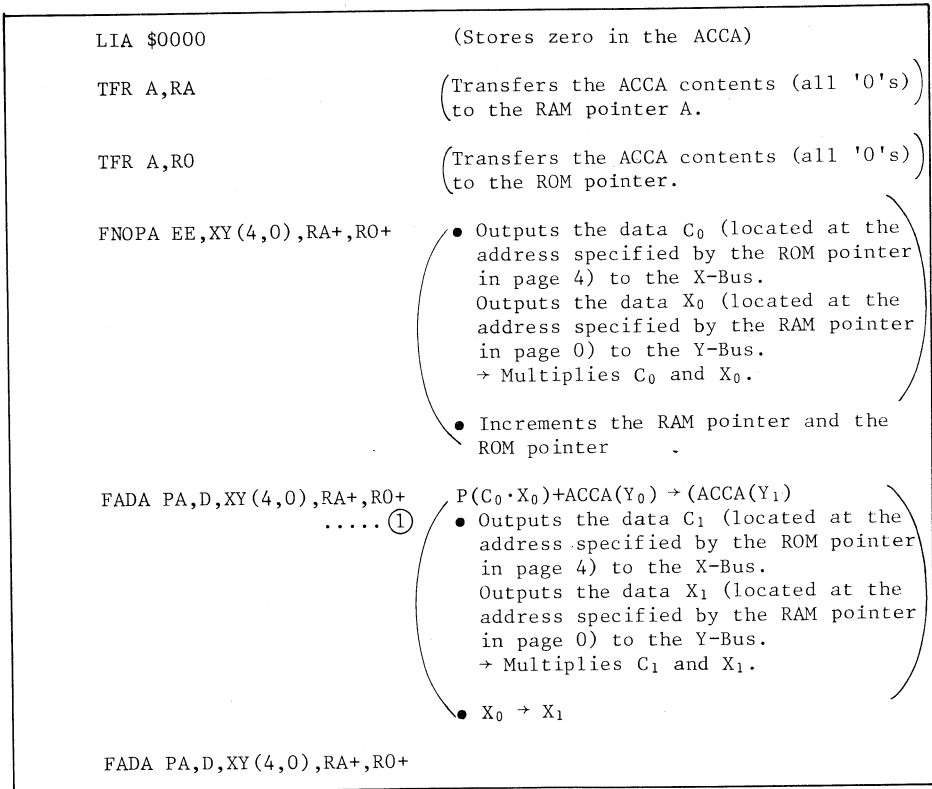 LIA $0000 (Stores zero in the ACCA)
TFR A,RA (Transfers the ACCA contents (all '0's)
to the RAM pointer A.)
TFR A,RO (Transfers the ACCA contents (all '0's)
to the ROM pointer.)
FNOPA EE,XY(4,0),RA+,RO+ ● Outputs the data C₀ (located at the
address specified by the ROM pointer
in page 4) to the X-Bus.
Outputs the data X₀ (located at the
address specified by the RAM pointer
in page 0) to the Y-Bus.
→ Multiplies C₀ and X₀.
● Increments the RAM pointer and the
ROM pointer .
FADA PA,D,XY(4,0),RA+,RO+ P(C₀·X₀)+ACCA(Y₀) → (ACCA(Y₁)
..... ① ● Outputs the data C₁ (located at the
address specified by the ROM pointer
in page 4) to the X-Bus.
Outputs the data X₁ (located at the
address specified by the RAM pointer
in page 0) to the Y-Bus.
→ Multiplies C₁ and X₁.
● X₀ → X₁
FADA PA,D,XY(4,0),RA+,RO+